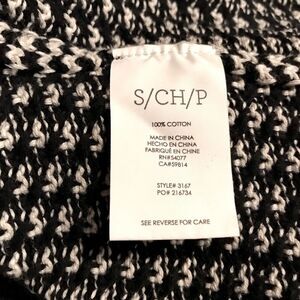 S/CH/P
100% COTTON
MADE IN CHINA
HECHO EN CHINA
FABRIQUÉ EN CHINE
RN#54077
CA#59814
STYLE# 3167
PO# 216734
SEE REVERSE FOR CARE